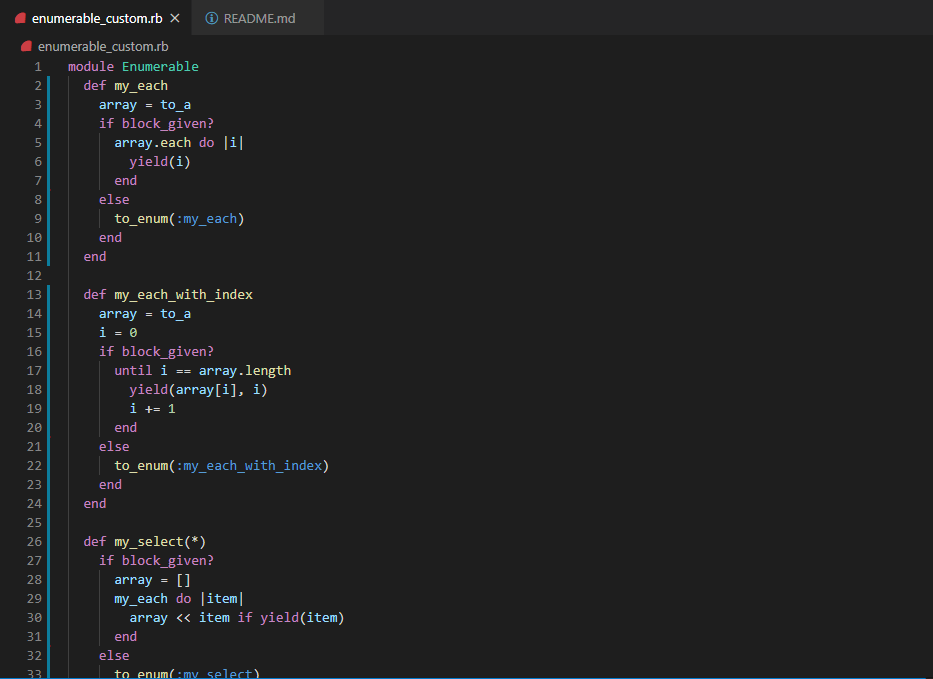 enumerable_custom.rb README.md
enumerable_custom.rb
1 module Enumerable
2 def my_each
3 array = to_a
4 if block_given?
5 array.each do |i|
6 yield(i)
7 end
8 else
9 to_enum(:my_each)
10 end
11 end
12
13 def my_each_with_index
14 array = to_a
15 i = 0
16 if block_given?
17 until i == array.length
18 yield(array[i], i)
19 i += 1
20 end
21 else
22 to_enum(:my_each_with_index)
23 end
24 end
25
26 def my_select(*)
27 if block_given?
28 array = []
29 my_each do |item|
30 array << item if yield(item)
31 end
32 else
33 to_enum(:my_select)